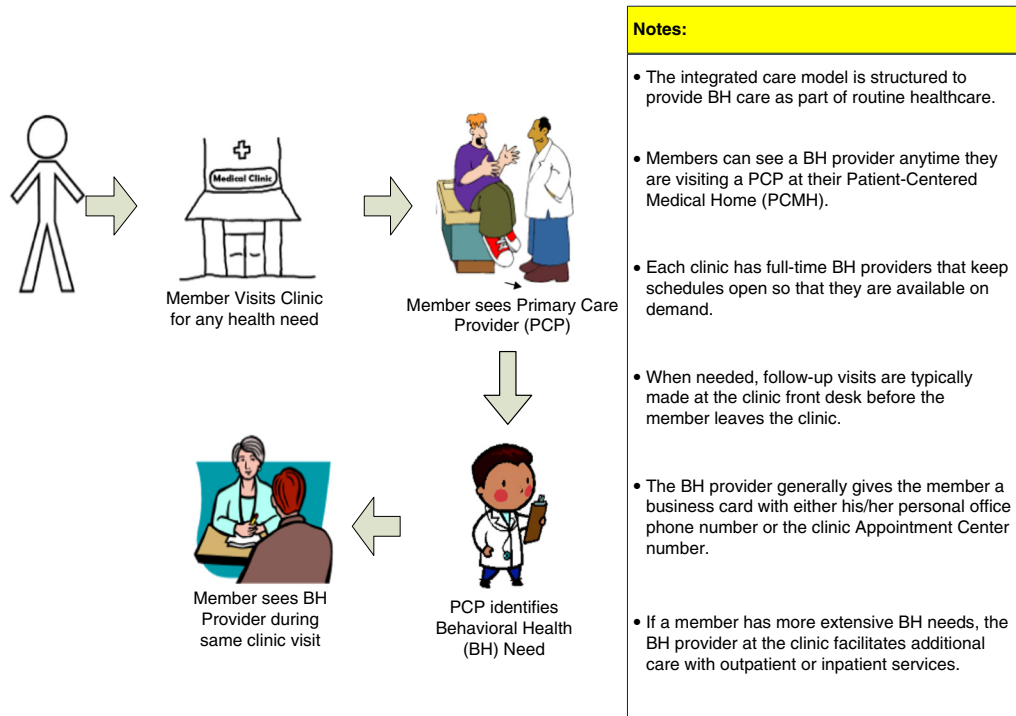 Medical Clinic
Member Visits Clinic
for any health need
Member sees Primary Care
Provider (PCP)
PCP identifies
Behavioral Health
(BH) Need
Member sees BH
Provider during
same clinic visit
Notes:
• The integrated care model is structured to
provide BH care as part of routine healthcare.
• Members can see a BH provider anytime they
are visiting a PCP at their Patient-Centered
Medical Home (PCMH).
• Each clinic has full-time BH providers that keep
schedules open so that they are available on
demand.
• When needed, follow-up visits are typically
made at the clinic front desk before the
member leaves the clinic.
• The BH provider generally gives the member a
business card with either his/her personal office
phone number or the clinic Appointment Center
number.
• If a member has more extensive BH needs, the
BH provider at the clinic facilitates additional
care with outpatient or inpatient services.